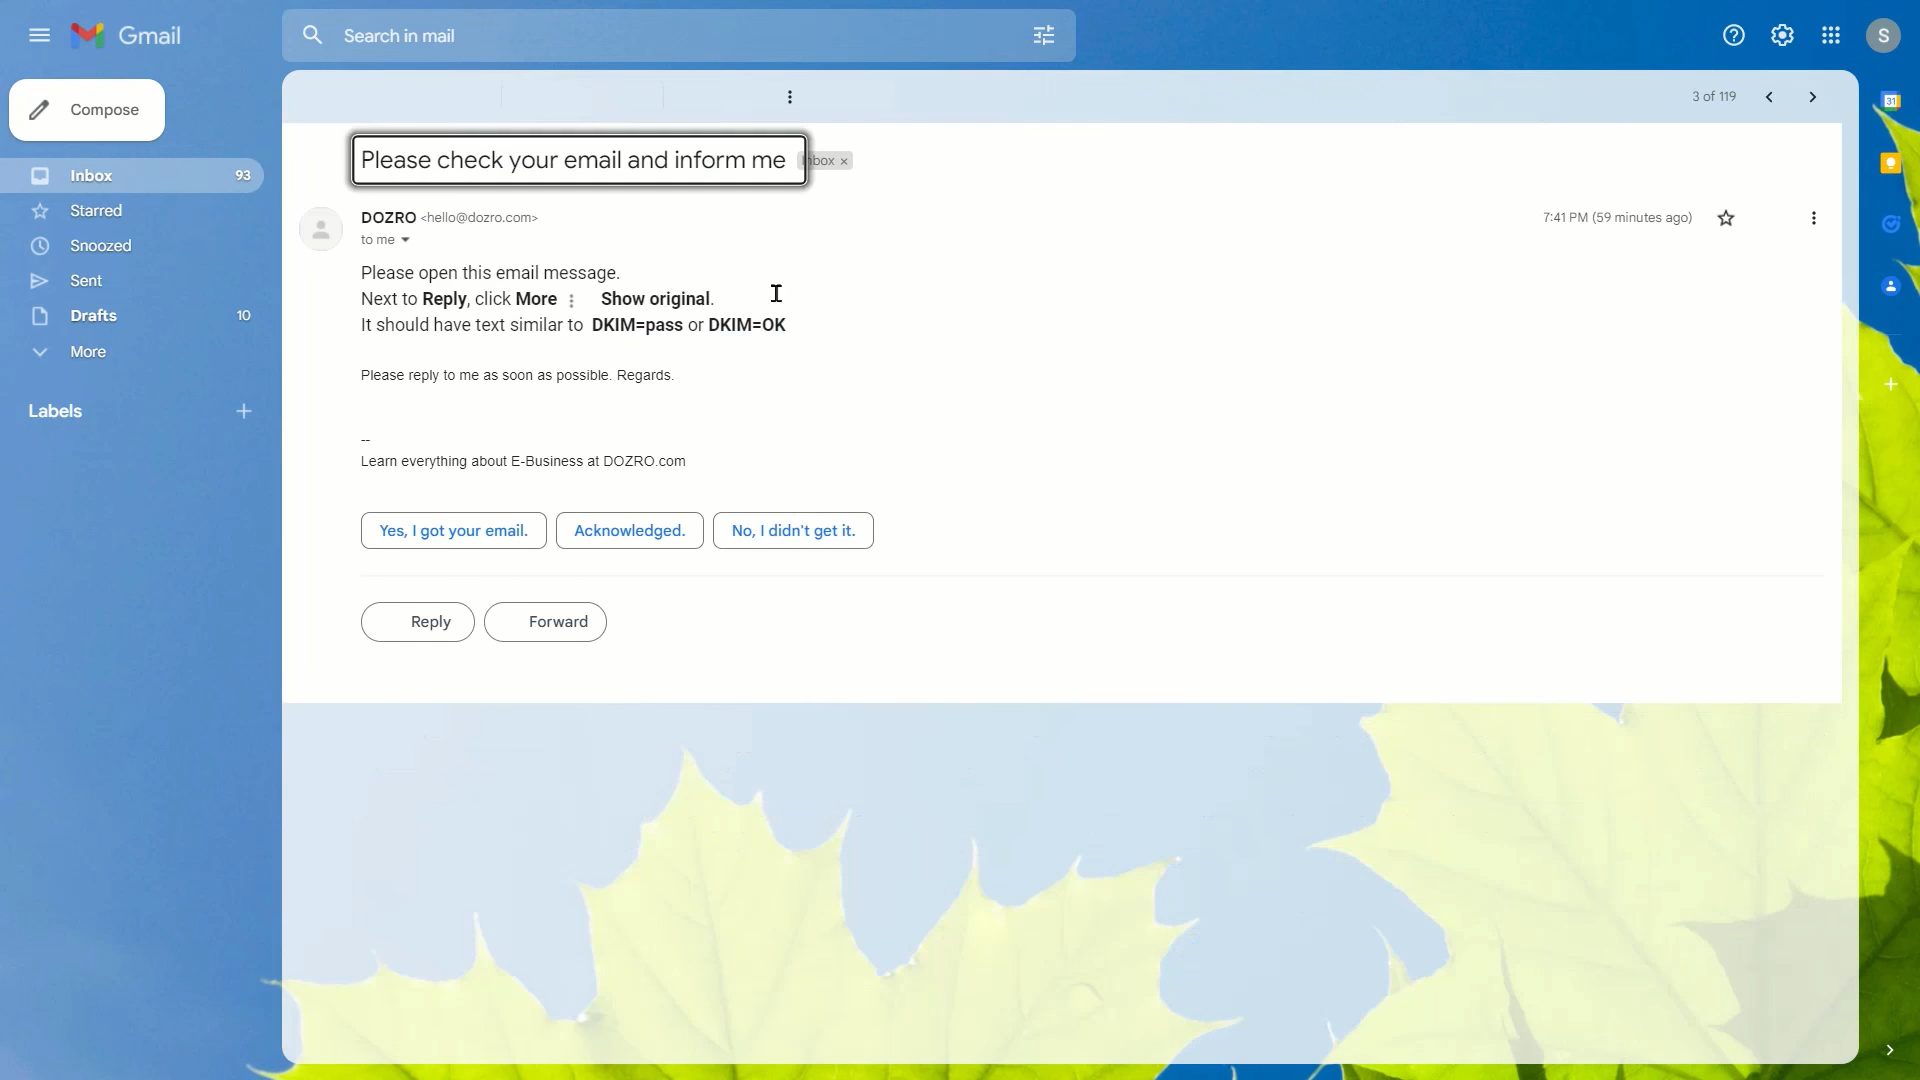 Gmail
Search in mail
S
Compose
3 of 119
31
Inbox 93
Starred
Snoozed
Sent
Drafts 10
More
Labels
Please check your email and inform me
DOZRO <hello@dozro.com>
7:41 PM (59 minutes ago)
to me
Please open this email message.
Next to Reply, click More Show original.
It should have text similar to DKIM=pass or DKIM=OK
Please reply to me as soon as possible. Regards.
--
Learn everything about E-Business at DOZRO.com
Yes, I got your email. Acknowledged. No, I didn't get it.
Reply Forward